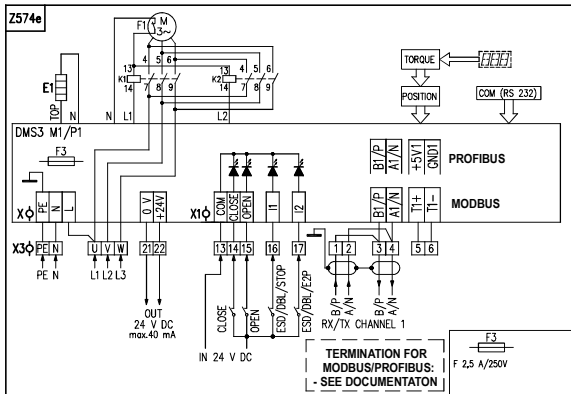 Z574e
F1 M 3~
13 4 5 6 13 4 5 6
K1 K2
14 7 8 9 14 7 8 9
E1
TOP N N L1 L2
TORQUE
POSITION
COM (RS 232)
DMS3 M1/P1
F3
PROFIBUS
B1/P A1/N +5V1 GND1
MODBUS
B1/P A1/N T1+ T1-
X PE N L 0 V +24V
X1 COM CLOSE OPEN I1 I2
X3 PE N U V W 21 22 13 14 15 16 17 1 2 3 4 5 6
PE N L1 L2 L3
OUT
24 V DC
max.40 mA
CLOSE OPEN ESD/DBL/STOP ESD/DBL/E2P
IN 24 V DC
B/P A/N B/P A/N
RX/TX CHANNEL 1
TERMINATION FOR
MODBUS/PROFIBUS:
- SEE DOCUMENTATON
F3
F 2,5 A/250V